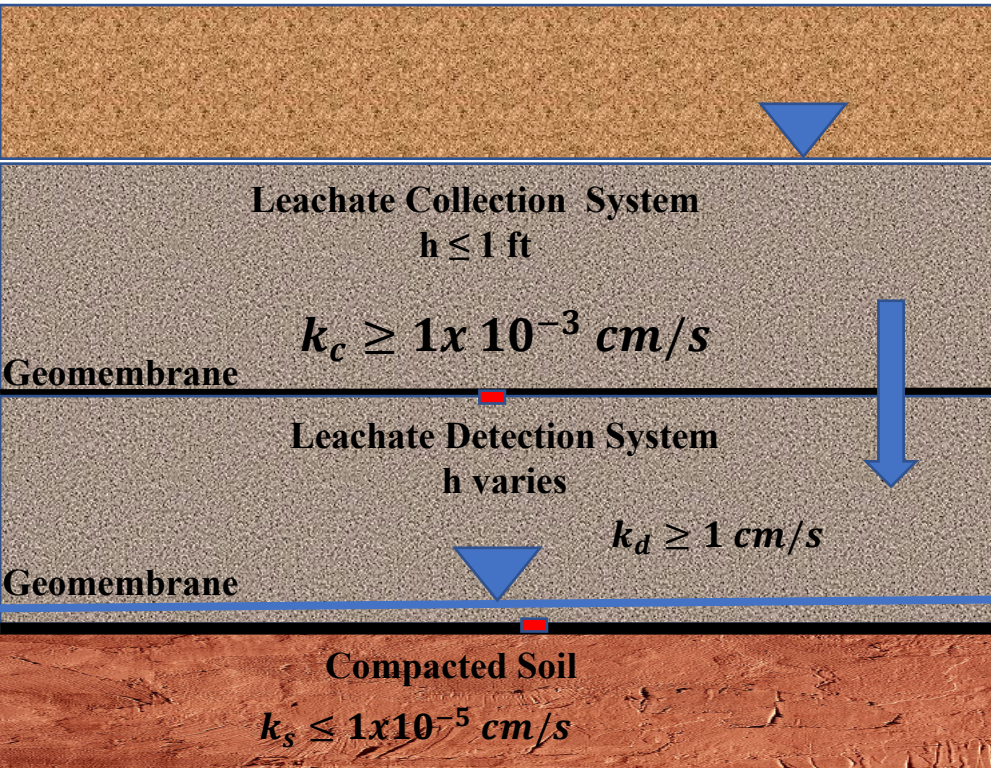 Leachate Collection System
h ≤ 1 ft
k_c ≥ 1x 10^{-3} cm/s
Geomembrane
Leachate Detection System
h varies
k_d ≥ 1 cm/s
Geomembrane
Compacted Soil
k_s ≤ 1x10^{-5} cm/s